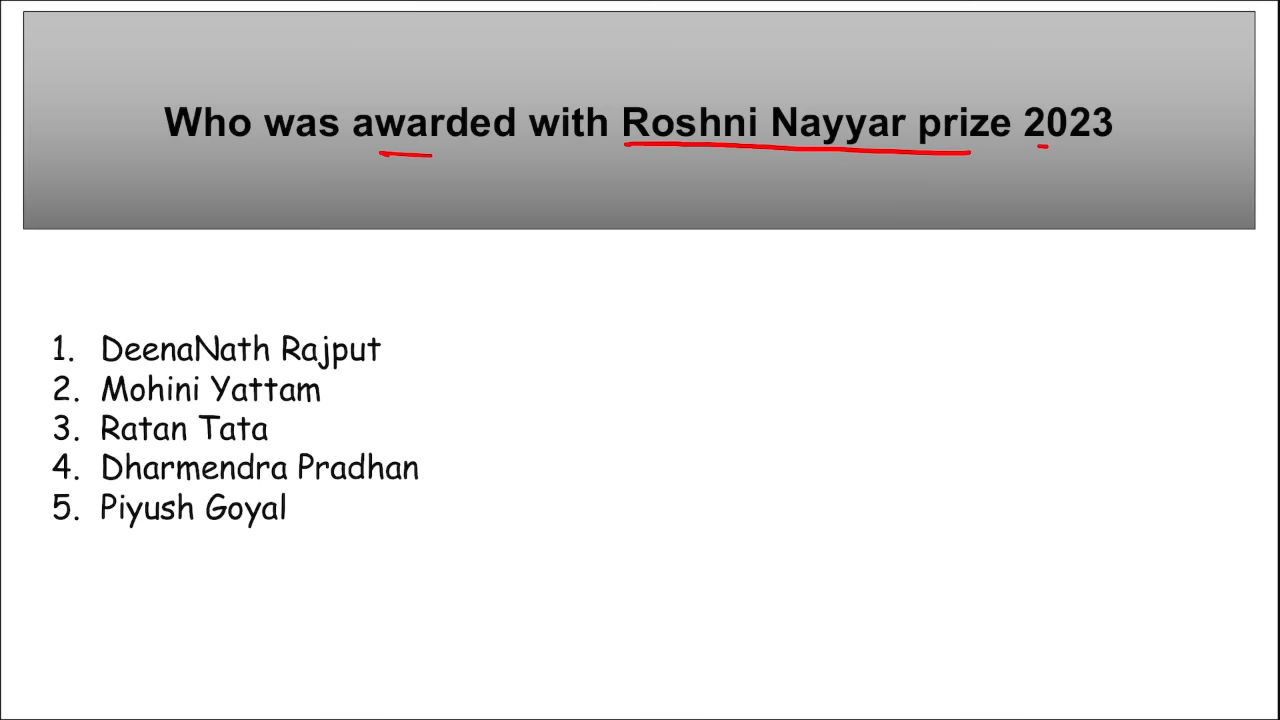 Who was awarded with Roshni Nayyar prize 2023
1. DeenaNath Rajput
2. Mohini Yattam
3. Ratan Tata
4. Dharmendra Pradhan
5. Piyush Goyal